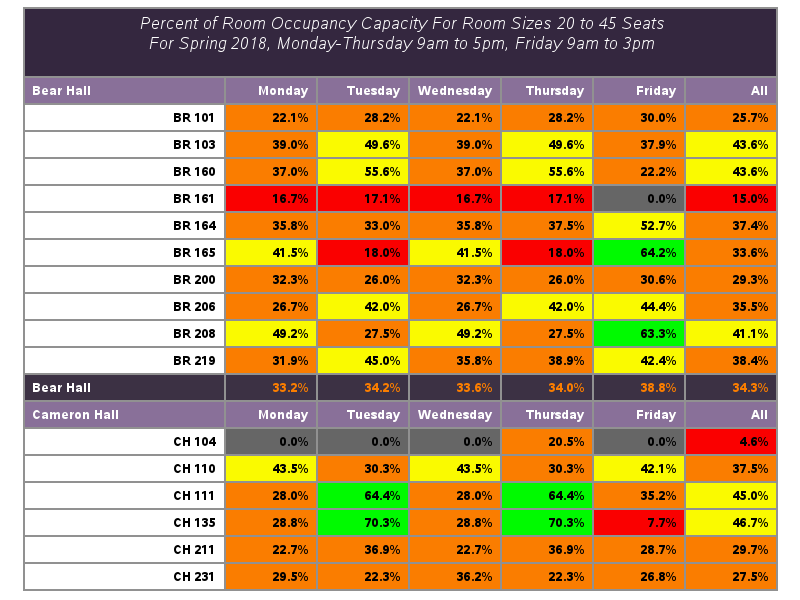 Percent of Room Occupancy Capacity For Room Sizes 20 to 45 Seats
For Spring 2018, Monday-Thursday 9am to 5pm, Friday 9am to 3pm
Bear Hall Monday Tuesday Wednesday Thursday Friday All
BR 101 22.1% 28.2% 22.1% 28.2% 30.0% 25.7%
BR 103 39.0% 49.6% 39.0% 49.6% 37.9% 43.6%
BR 160 37.0% 55.6% 37.0% 55.6% 22.2% 43.6%
BR 161 16.7% 17.1% 16.7% 17.1% 0.0% 15.0%
BR 164 35.8% 33.0% 35.8% 37.5% 52.7% 37.4%
BR 165 41.5% 18.0% 41.5% 18.0% 64.2% 33.6%
BR 200 32.3% 26.0% 32.3% 26.0% 30.6% 29.3%
BR 206 26.7% 42.0% 26.7% 42.0% 44.4% 35.5%
BR 208 49.2% 27.5% 49.2% 27.5% 63.3% 41.1%
BR 219 31.9% 45.0% 35.8% 38.9% 42.4% 38.4%
Bear Hall 33.2% 34.2% 33.6% 34.0% 38.8% 34.3%
Cameron Hall Monday Tuesday Wednesday Thursday Friday All
CH 104 0.0% 0.0% 0.0% 20.5% 0.0% 4.6%
CH 110 43.5% 30.3% 43.5% 30.3% 42.1% 37.5%
CH 111 28.0% 64.4% 28.0% 64.4% 35.2% 45.0%
CH 135 28.8% 70.3% 28.8% 70.3% 7.7% 46.7%
CH 211 22.7% 36.9% 22.7% 36.9% 28.7% 29.7%
CH 231 29.5% 22.3% 36.2% 22.3% 26.8% 27.5%